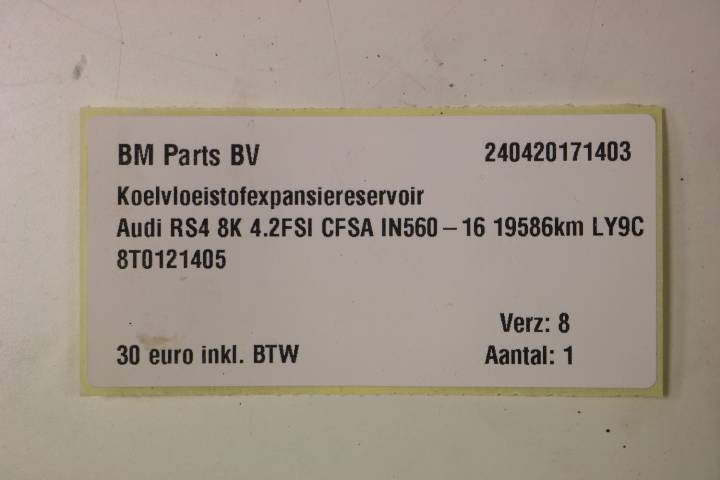 BM Parts BV 240420171403
Koelvloeistofexpansiereservoir
Audi RS4 8K 4.2FSI CFSA IN560-16 19586km LY9C
8T0121405
Verz: 8
30 euro inkl. BTW Aantal: 1